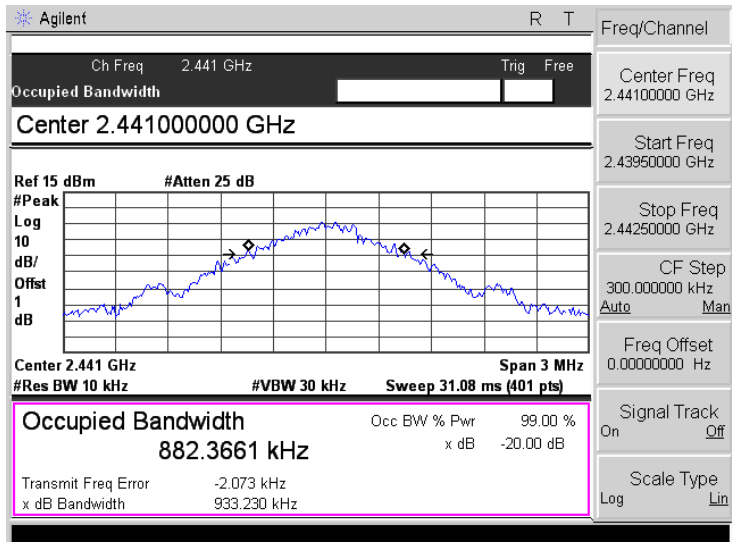 Agilent R T
Ch Freq 2.441 GHz Trig Free
Occupied Bandwidth
Center 2.441000000 GHz
Ref 15 dBm #Atten 25 dB
#Peak
Log
10
dB/
Offst
1
dB
Center 2.441 GHz Span 3 MHz
#Res BW 10 kHz #VBW 30 kHz Sweep 31.08 ms (401 pts)
Occupied Bandwidth Occ BW % Pwr 99.00 %
882.3661 kHz x dB -20.00 dB
Transmit Freq Error -2.073 kHz
x dB Bandwidth 933.230 kHz
Freq/Channel
Center Freq
2.44100000 GHz
Start Freq
2.43950000 GHz
Stop Freq
2.44250000 GHz
CF Step
300.000000 kHz
Auto Man
Freq Offset
0.00000000 Hz
Signal Track
On Off
Scale Type
Log Lin